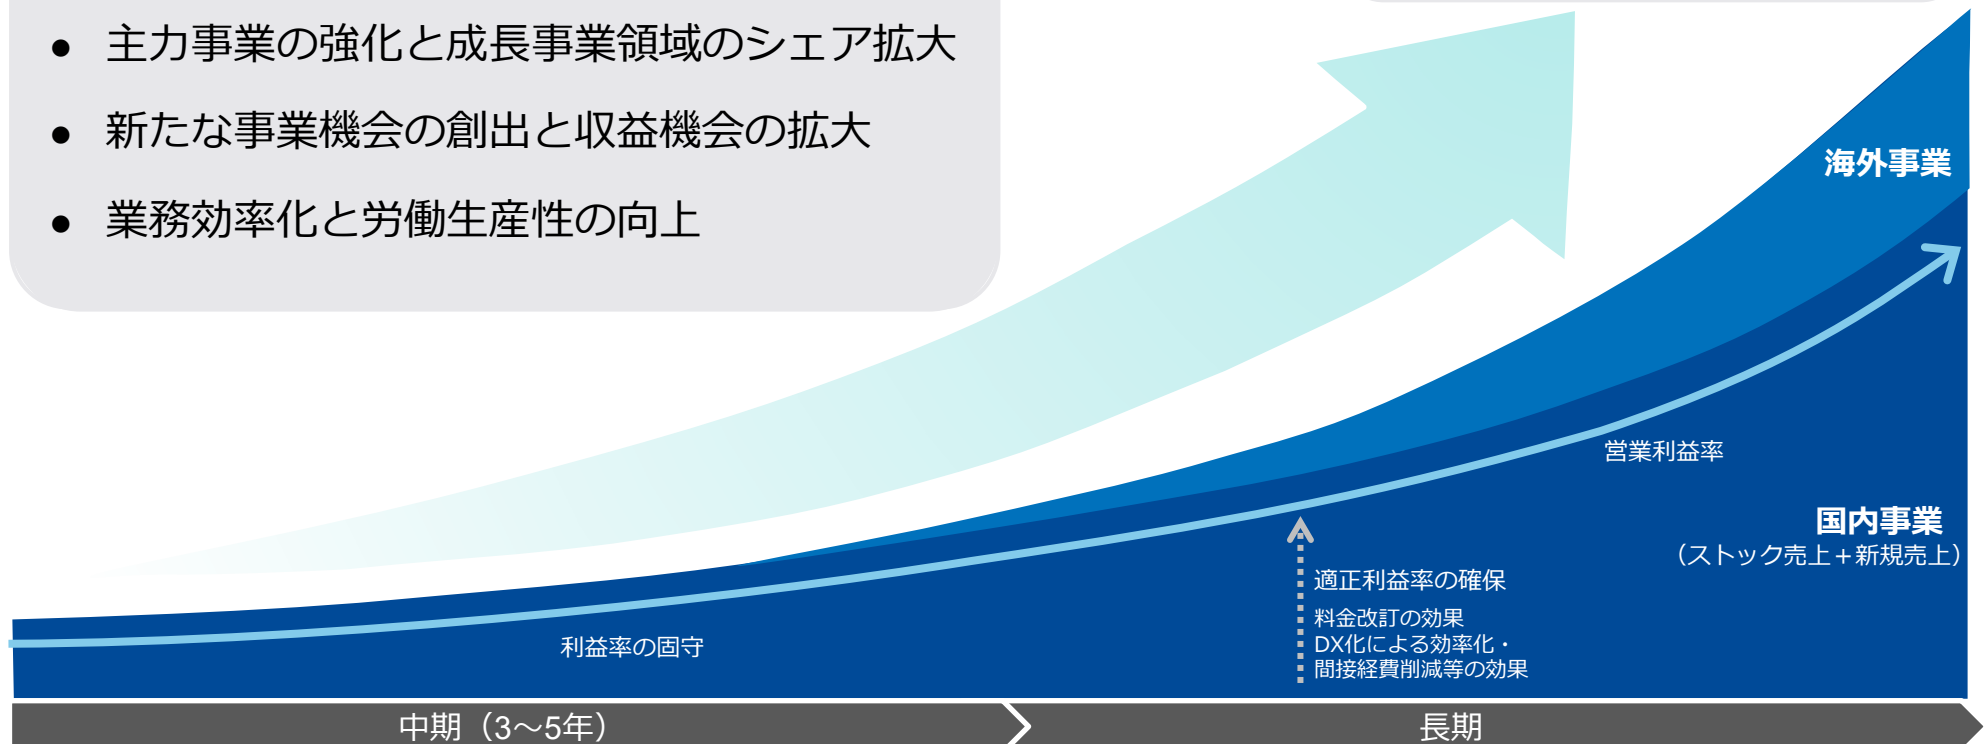 ● 主力事業の強化と成長事業領域のシェア拡大
● 新たな事業機会の創出と収益機会の拡大
● 業務効率化と労働生産性の向上
海外事業
営業利益率
国内事業
（ストック売上＋新規売上）
適正利益率の確保
料金改訂の効果
DX化による効率化・
間接経費削減等の効果
利益率の固守
中期（3～5年）
長期